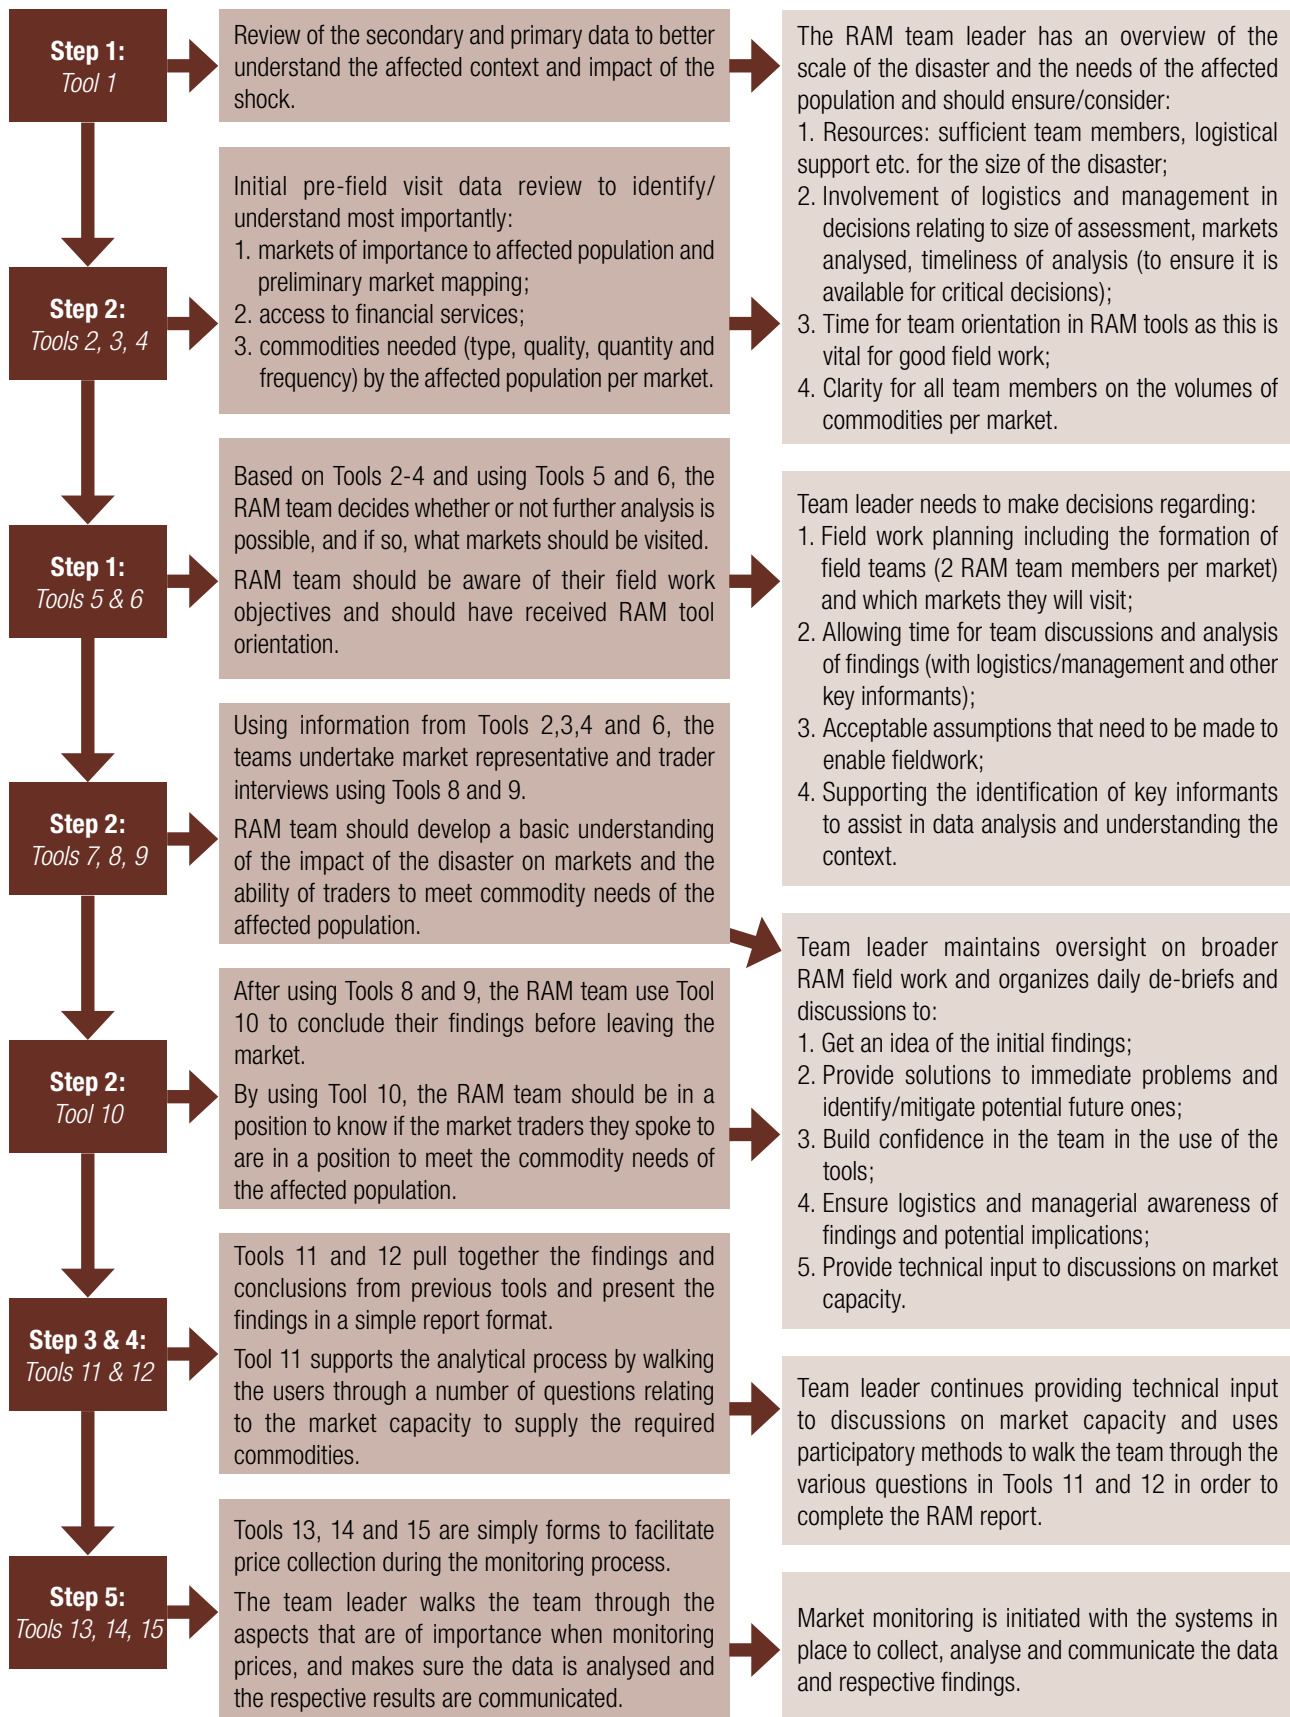 Step 1:
Tool 1
Review of the secondary and primary data to better
understand the affected context and impact of the
shock.
The RAM team leader has an overview of the
scale of the disaster and the needs of the affected
population and should ensure/consider:
1. Resources: sufficient team members, logistical
support etc. for the size of the disaster;
2. Involvement of logistics and management in
decisions relating to size of assessment, markets
analysed, timeliness of analysis (to ensure it is
available for critical decisions);
3. Time for team orientation in RAM tools as this is
vital for good field work;
4. Clarity for all team members on the volumes of
commodities per market.
Step 2:
Tools 2, 3, 4
Initial pre-field visit data review to identify/
understand most importantly:
1. markets of importance to affected population and
preliminary market mapping;
2. access to financial services;
3. commodities needed (type, quality, quantity and
frequency) by the affected population per market.
Step 1:
Tools 5 & 6
Based on Tools 2-4 and using Tools 5 and 6, the
RAM team decides whether or not further analysis is
possible, and if so, what markets should be visited.
RAM team should be aware of their field work
objectives and should have received RAM tool
orientation.
Team leader needs to make decisions regarding:
1. Field work planning including the formation of
field teams (2 RAM team members per market)
and which markets they will visit;
2. Allowing time for team discussions and analysis
of findings (with logistics/management and other
key informants);
3. Acceptable assumptions that need to be made to
enable fieldwork;
4. Supporting the identification of key informants
to assist in data analysis and understanding the
context.
Step 2:
Tools 7, 8, 9
Using information from Tools 2,3,4 and 6, the
teams undertake market representative and trader
interviews using Tools 8 and 9.
RAM team should develop a basic understanding
of the impact of the disaster on markets and the
ability of traders to meet commodity needs of the
affected population.
Team leader maintains oversight on broader
RAM field work and organizes daily de-briefs and
discussions to:
1. Get an idea of the initial findings;
2. Provide solutions to immediate problems and
identify/mitigate potential future ones;
3. Build confidence in the team in the use of the
tools;
4. Ensure logistics and managerial awareness of
findings and potential implications;
5. Provide technical input to discussions on market
capacity.
Step 2:
Tool 10
After using Tools 8 and 9, the RAM team use Tool
10 to conclude their findings before leaving the
market.
By using Tool 10, the RAM team should be in a
position to know if the market traders they spoke to
are in a position to meet the commodity needs of
the affected population.
Step 3 & 4:
Tools 11 & 12
Tools 11 and 12 pull together the findings and
conclusions from previous tools and present the
findings in a simple report format.
Tool 11 supports the analytical process by walking
the users through a number of questions relating
to the market capacity to supply the required
commodities.
Team leader continues providing technical input
to discussions on market capacity and uses
participatory methods to walk the team through the
various questions in Tools 11 and 12 in order to
complete the RAM report.
Step 5:
Tools 13, 14, 15
Tools 13, 14 and 15 are simply forms to facilitate
price collection during the monitoring process.
The team leader walks the team through the
aspects that are of importance when monitoring
prices, and makes sure the data is analysed and
the respective results are communicated.
Market monitoring is initiated with the systems in
place to collect, analyse and communicate the data
and respective findings.